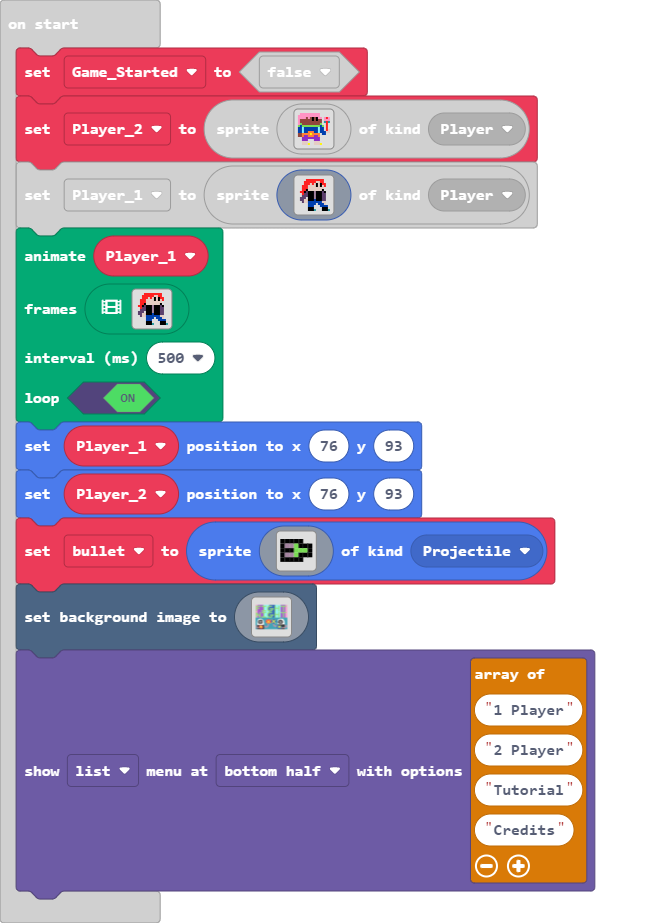 on start
set Game_Started to false
set Player_2 to sprite of kind Player
set Player_1 to sprite of kind Player
animate Player_1
frames
interval (ms) 500
loop ON
set Player_1 position to x 76 y 93
set Player_2 position to x 76 y 93
set bullet to sprite of kind Projectile
set background image to
show list menu at bottom half with options
array of
"1 Player"
"2 Player"
"Tutorial"
"Credits"